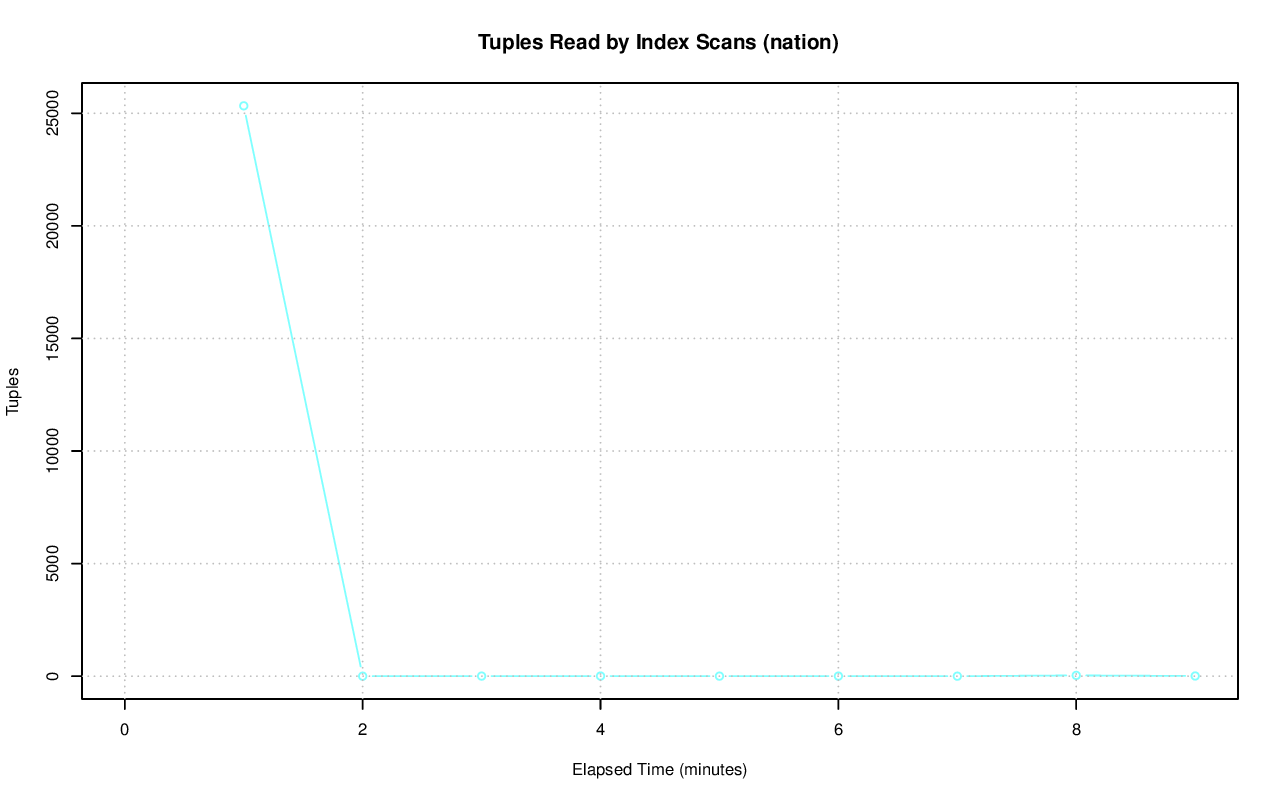 Tuples Read by Index Scans (nation)
25000
20000
15000
10000
5000
0
Tuples
0 2 4 6 8
Elapsed Time (minutes)